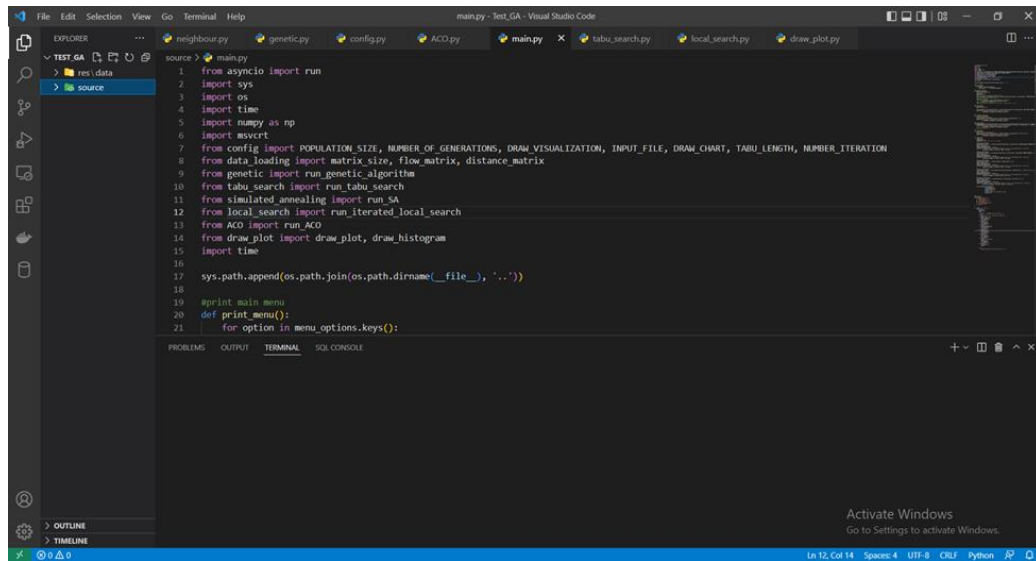 File Edit Selection View Go Terminal Help
main.py - Test_GA - Visual Studio Code
EXPLORER
TEST_GA
res \ data
source
OUTLINE
TIMELINE
neighbour.py genetic.py config.py ACO.py main.py tabu_search.py local_search.py draw_plot.py
source > main.py
1 from asyncio import run
2 import sys
3 import os
4 import time
5 import numpy as np
6 import msvcrt
7 from config import POPULATION_SIZE, NUMBER_OF_GENERATIONS, DRAW_VISUALIZATION, INPUT_FILE, DRAW_CHART, TABU_LENGTH, NUMBER_ITERATION
8 from data_loading import matrix_size, flow_matrix, distance_matrix
9 from genetic import run_genetic_algorithm
10 from tabu_search import run_tabu_search
11 from simulated_annealing import run_SA
12 from local_search import run_iterated_local_search
13 from ACO import run_ACO
14 from draw_plot import draw_plot, draw_histogram
15 import time
16
17 sys.path.append(os.path.join(os.path.dirname(__file__), '..'))
18
19 #print main menu
20 def print_menu():
21 for option in menu_options.keys():
PROBLEMS OUTPUT TERMINAL SQL CONSOLE
Activate Windows
Go to Settings to activate Windows.
0 0 Ln 12, Col 14 Spaces: 4 UTF-8 CRLF Python